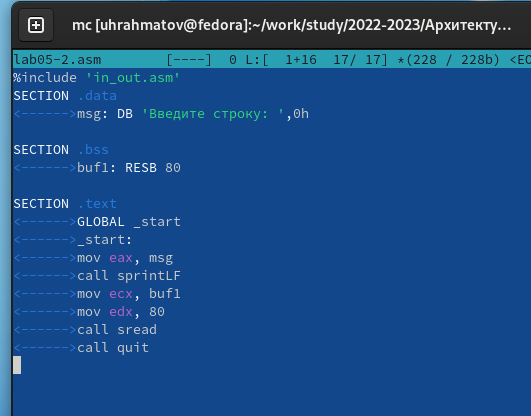 mc [uhrahmatov@fedora]:~/work/study/2022-2023/Архитекту...
lab05-2.asm [----] 0 L:[ 1+16 17/ 17] *(228 / 228b) <EO
%include 'in_out.asm'
SECTION .data
<------>msg: DB 'Введите строку: ',0h
SECTION .bss
<------>buf1: RESB 80
SECTION .text
<------>GLOBAL _start
<------>_start:
<------>mov eax, msg
<------>call sprintLF
<------>mov ecx, buf1
<------>mov edx, 80
<------>call sread
<------>call quit